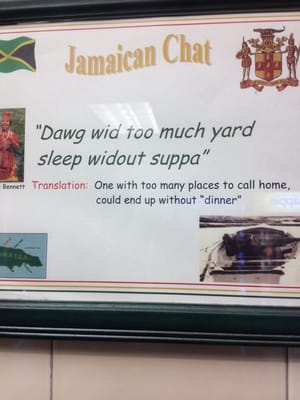 Jamaican Chat
"Dawg wid too much yard
sleep widout suppa"
Bennett
Translation: One with too many places to call home,
could end up without "dinner"